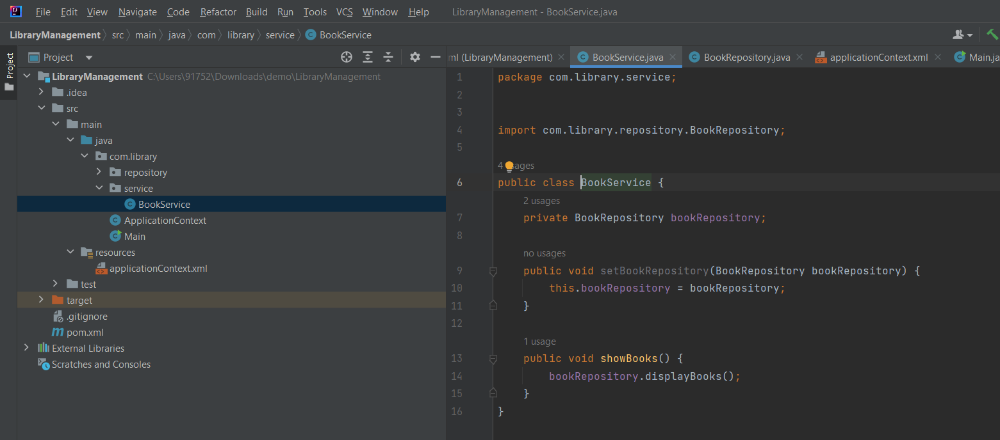 File Edit View Navigate Code Refactor Build Run Tools VCS Window Help LibraryManagement - BookService.java
LibraryManagement src main java com library service BookService
Project
Project
LibraryManagement C:\Users\91752\Downloads\demo\LibraryManagement
.idea
src
main
java
com.library
repository
service
BookService
ApplicationContext
Main
resources
applicationContext.xml
test
target
.gitignore
pom.xml
External Libraries
Scratches and Consoles
ml (LibraryManagement) BookService.java BookRepository.java applicationContext.xml Main.ja
1 package com.library.service;
2
3
4 import com.library.repository.BookRepository;
5
4 usages
6 public class BookService {
2 usages
7 private BookRepository bookRepository;
8
no usages
9 public void setBookRepository(BookRepository bookRepository) {
10 this.bookRepository = bookRepository;
11 }
12
1 usage
13 public void showBooks() {
14 bookRepository.displayBooks();
15 }
16 }